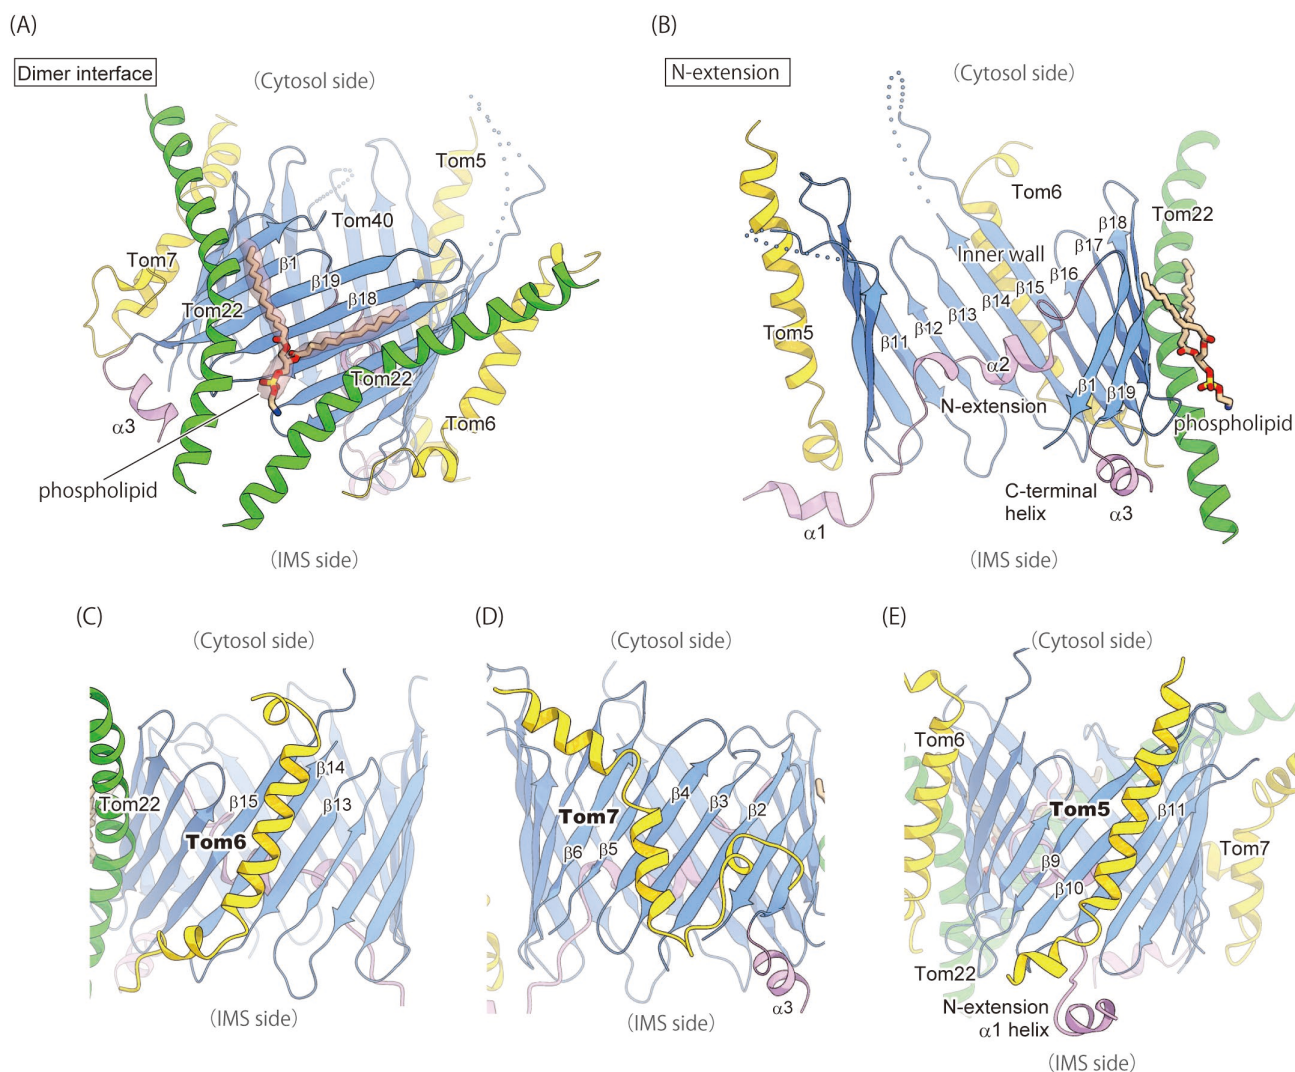 (A)
Dimer interface
(Cytosol side)
Tom5
Tom40
Tom7
β1
β19
β18
Tom22
Tom22
α3
Tom6
phospholipid
(IMS side)
(B)
N-extension
(Cytosol side)
Tom6
Tom22
β18
β17
Inner wall
β16
β15
β14
β13
β12
β11
Tom5
α2
N-extension
β1
β19
phospholipid
C-terminal
helix
α3
α1
(IMS side)
(C)
(Cytosol side)
β14
Tom22
β15
β13
Tom6
(IMS side)
(D)
(Cytosol side)
β4
β3
β2
Tom7
β6
β5
α3
(IMS side)
(E)
(Cytosol side)
Tom6
Tom5
β11
Tom7
β9
β10
Tom22
N-extension
α1 helix
(IMS side)